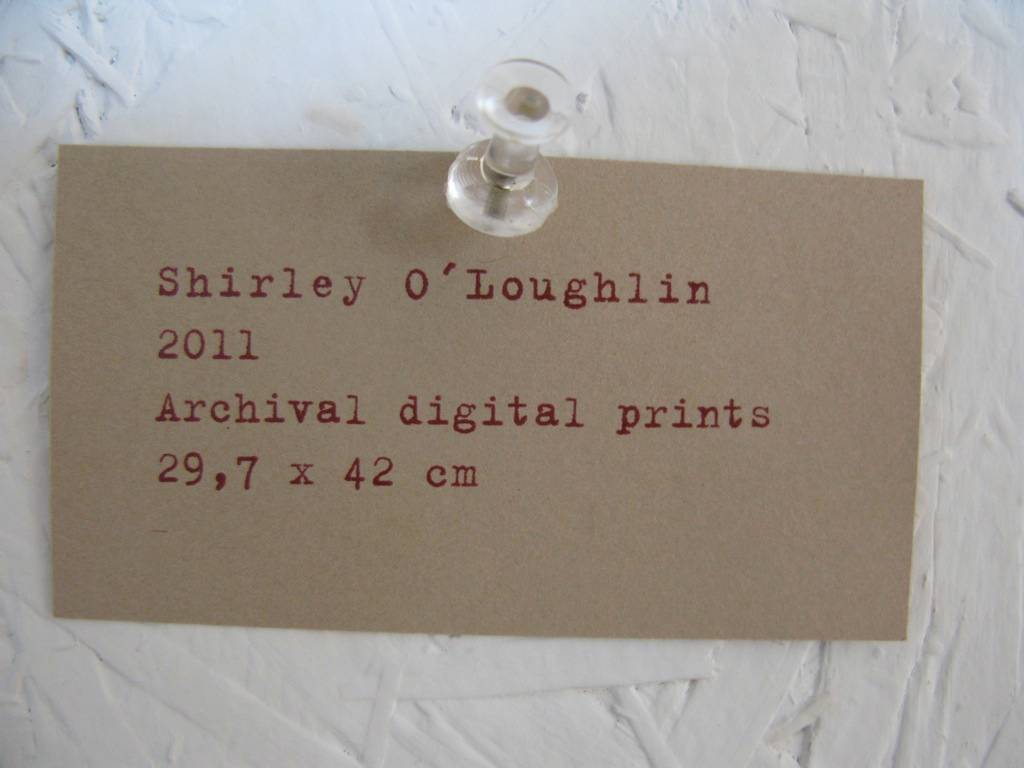 Shirley O'Loughlin
2011
Archival digital prints
29,7 x 42 cm